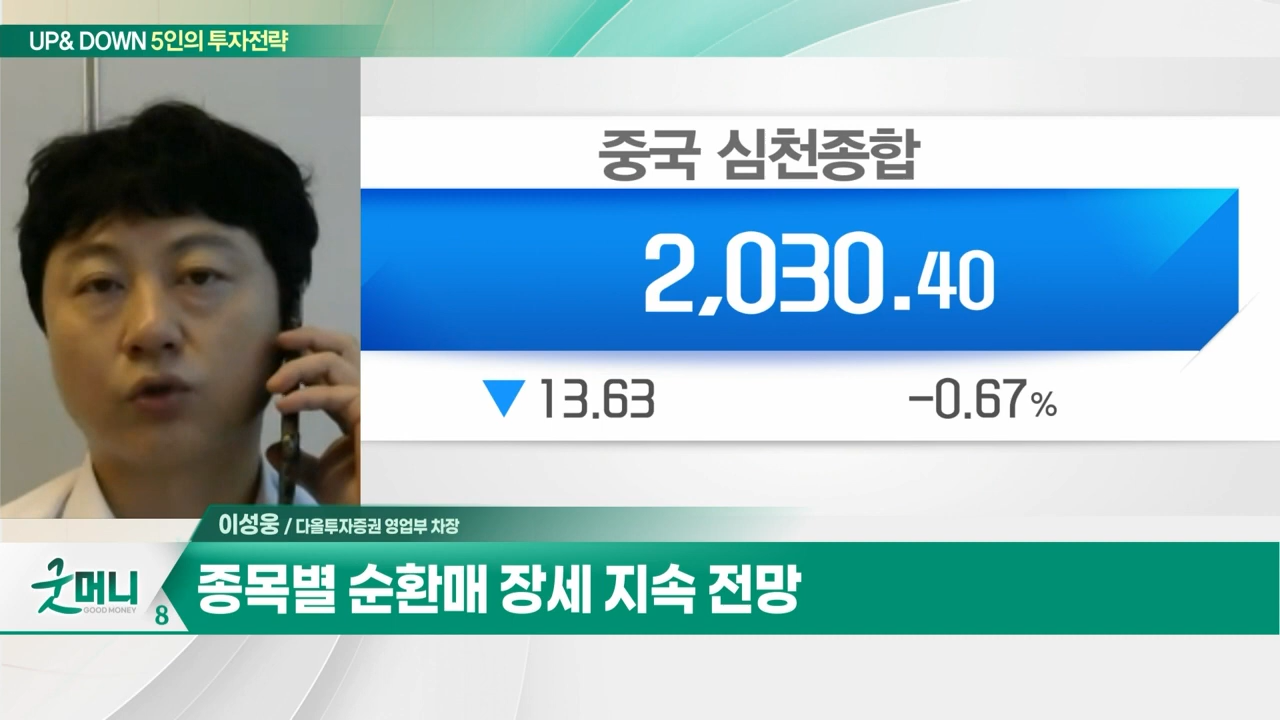 UP& DOWN 5인의 투자전략
중국 심천종합
2,030.40
▼ 13.63 -0.67%
이성웅 / 다올투자증권 영업부 차장
굿머니
GOOD MONEY
8
종목별 순환매 장세 지속 전망